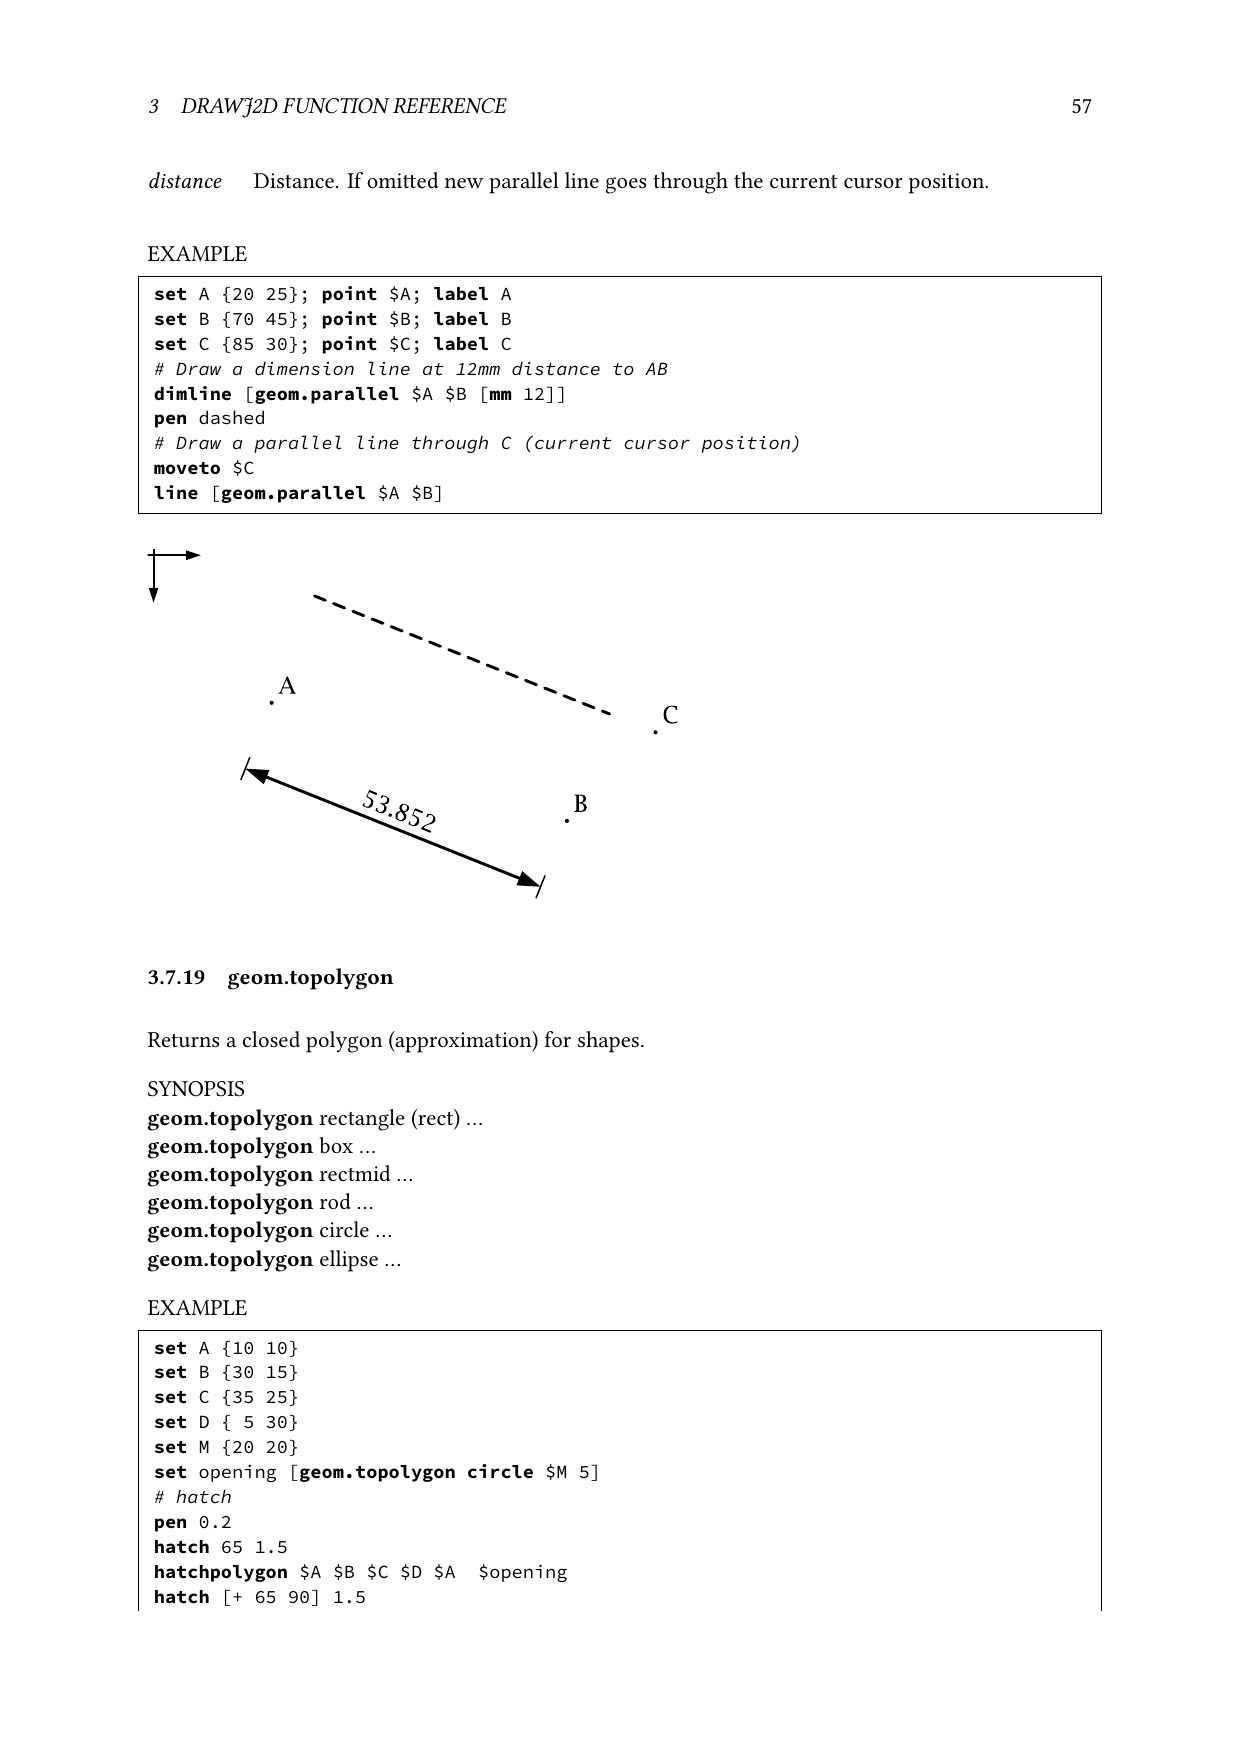 3 DRAWJ2D FUNCTION REFERENCE 57
distance Distance. If omitted new parallel line goes through the current cursor position.
EXAMPLE
set A {20 25}; point $A; label A
set B {70 45}; point $B; label B
set C {85 30}; point $C; label C
# Draw a dimension line at 12mm distance to AB
dimline [geom.parallel $A $B [mm 12]]
pen dashed
# Draw a parallel line through C (current cursor position)
moveto $C
line [geom.parallel $A $B]
A
C
53.852
B
3.7.19 geom.topolygon
Returns a closed polygon (approximation) for shapes.
SYNOPSIS
geom.topolygon rectangle (rect) …
geom.topolygon box …
geom.topolygon rectmid …
geom.topolygon rod …
geom.topolygon circle …
geom.topolygon ellipse …
EXAMPLE
set A {10 10}
set B {30 15}
set C {35 25}
set D { 5 30}
set M {20 20}
set opening [geom.topolygon circle $M 5]
# hatch
pen 0.2
hatch 65 1.5
hatchpolygon $A $B $C $D $A  $opening
hatch [+ 65 90] 1.5